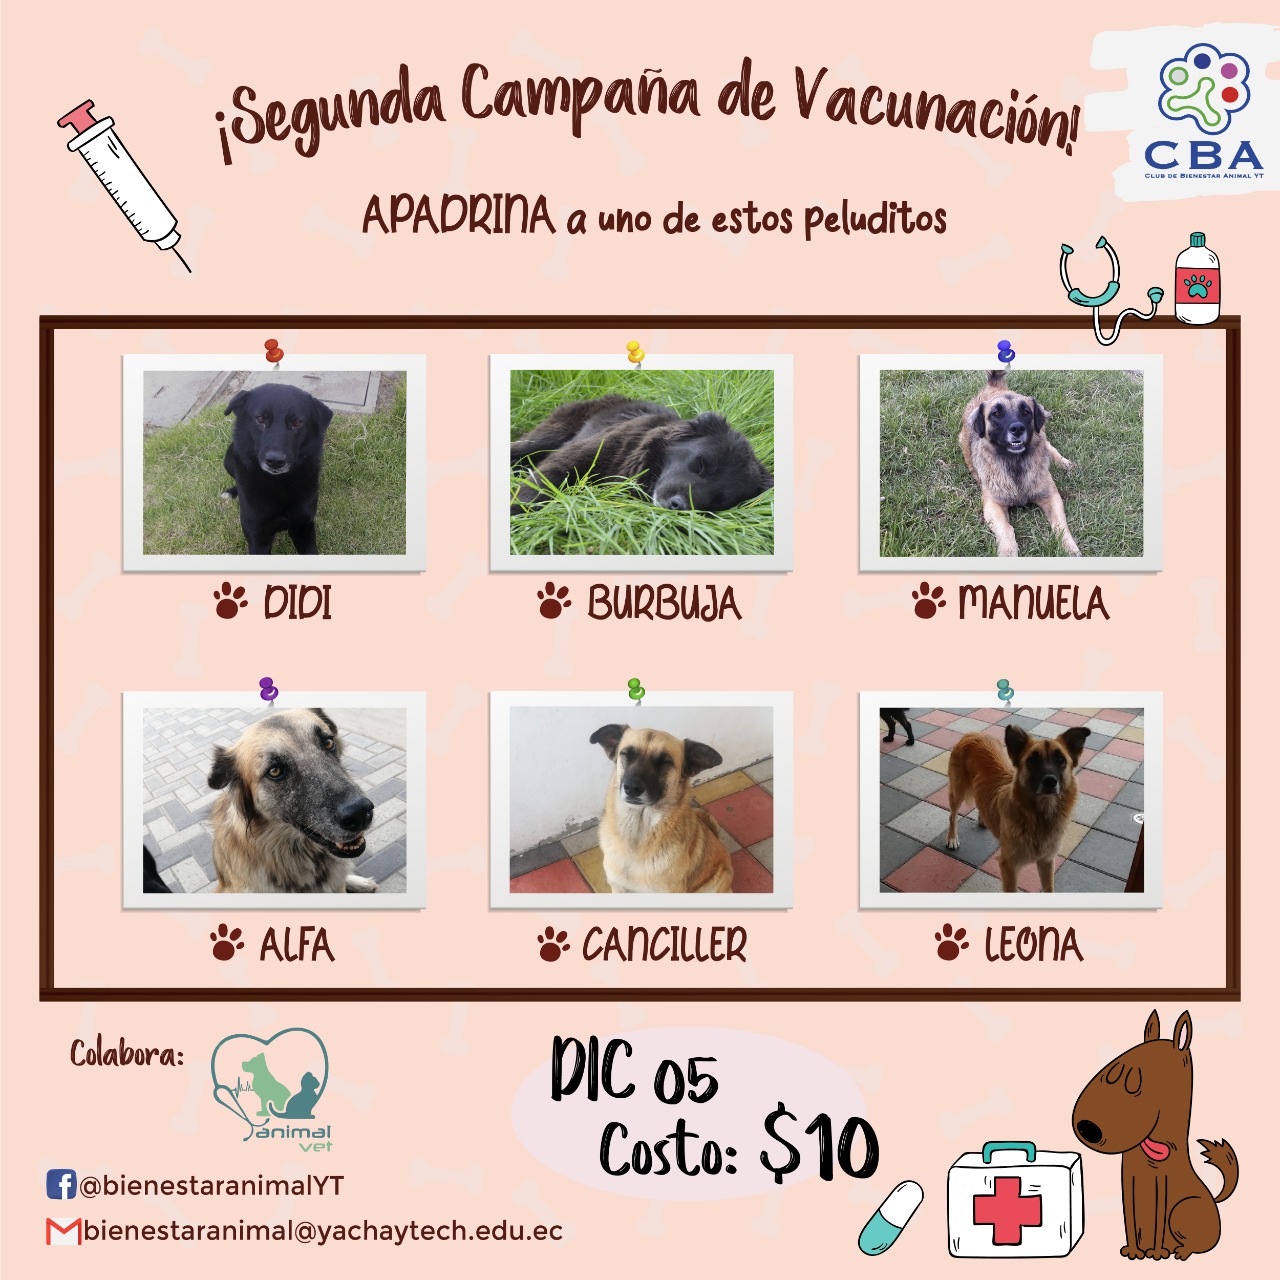 ¡Segunda Campaña de Vacunación!
CBA
CLUB DE BIENESTAR ANIMAL YT
APADRINA a uno de estos peluditos
DIDI
BURBUJA
MANUELA
ALFA
CANCILLER
LEONA
Colabora:
animal
vet
DIC 05
Costo: $10
@bienestaranimalYT
bienestaranimal@yachaytech.edu.ec